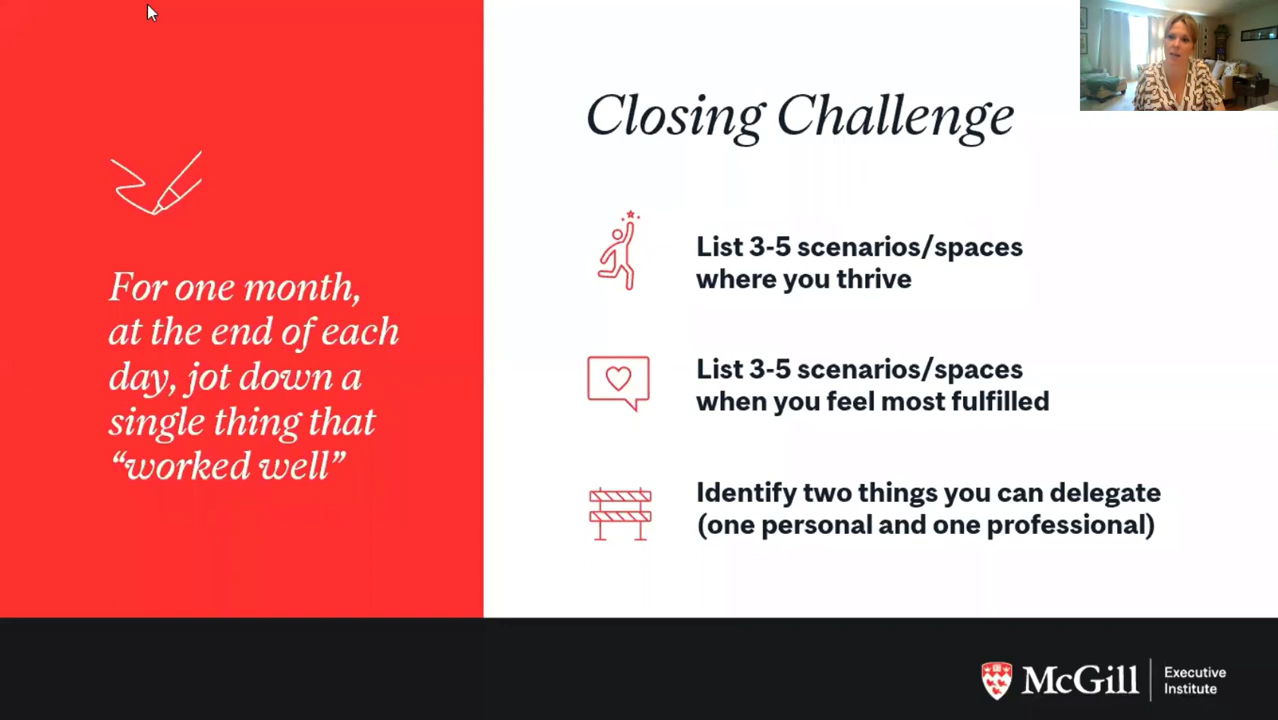 For one month,
at the end of each
day, jot down a
single thing that
“worked well”
Closing Challenge
List 3-5 scenarios/spaces
where you thrive
List 3-5 scenarios/spaces
when you feel most fulfilled
Identify two things you can delegate
(one personal and one professional)
McGill
Executive
Institute